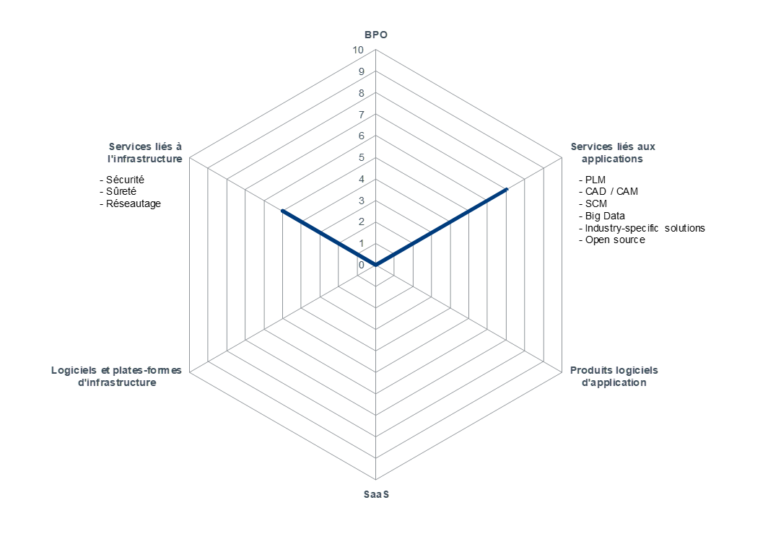 BPO
10
9
8
7
6
5
4
3
2
1
0
Services liés à
l'infrastructure
- Sécurité
- Sûreté
- Réseautage
Services liés aux
applications
- PLM
- CAD / CAM
- SCM
- Big Data
- Industry-specific solutions
- Open source
Logiciels et plates-formes
d'infrastructure
Produits logiciels
d'application
SaaS